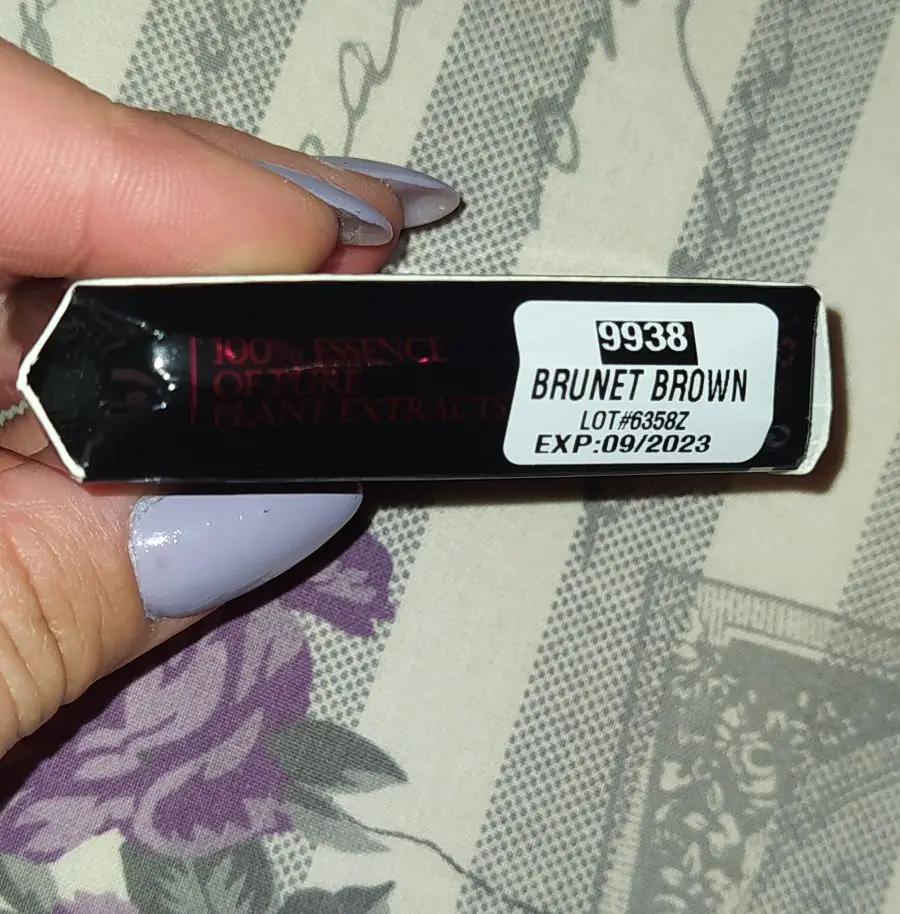 100% ESSENCE
OF PURE
PLANT EXTRACTS
9938
BRUNET BROWN
LOT#6358Z
EXP:09/2023